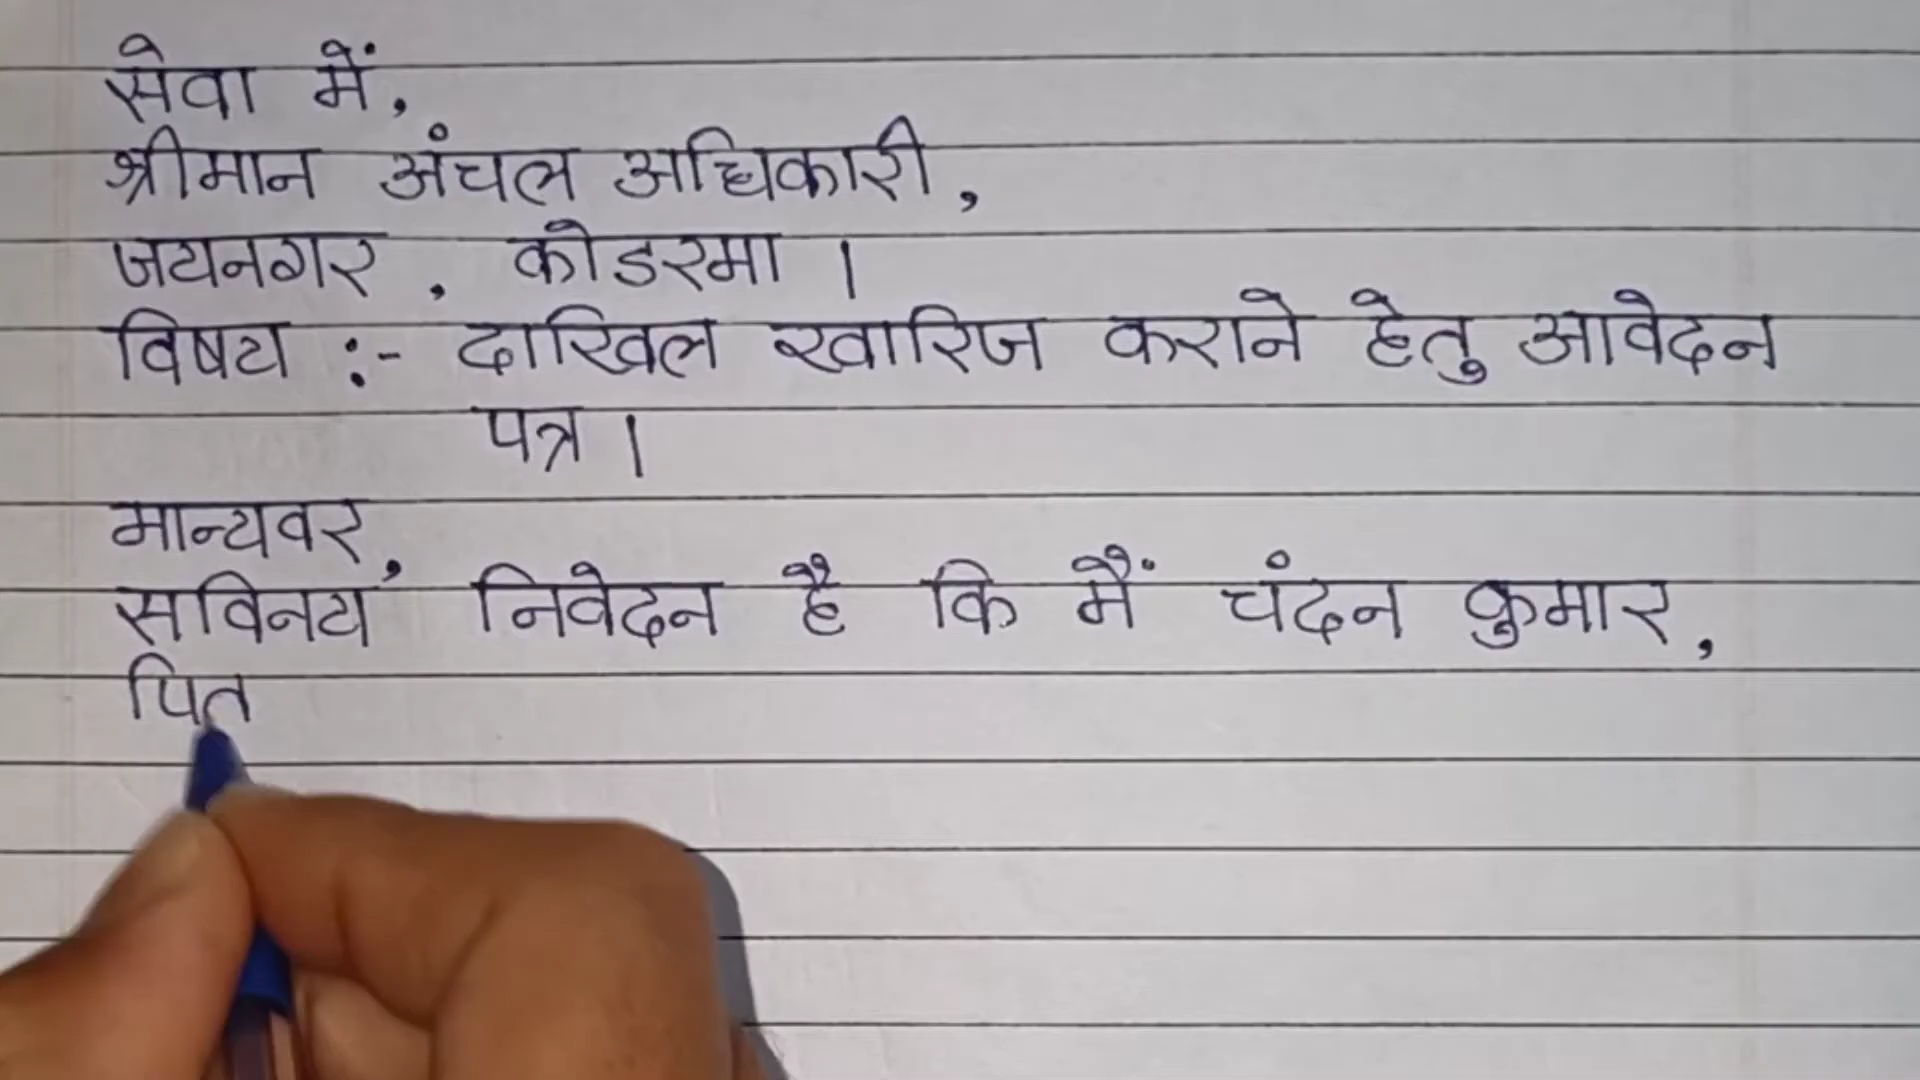 सेवा में,
श्रीमान अंचल अधिकारी,
जयनगर, कोडरमा ।
विषय :- दाखिल खारिज कराने हेतु आवेदन
पत्र ।
मान्यवर,
सविनय निवेदन है कि मैं चंदन कुमार,
पित